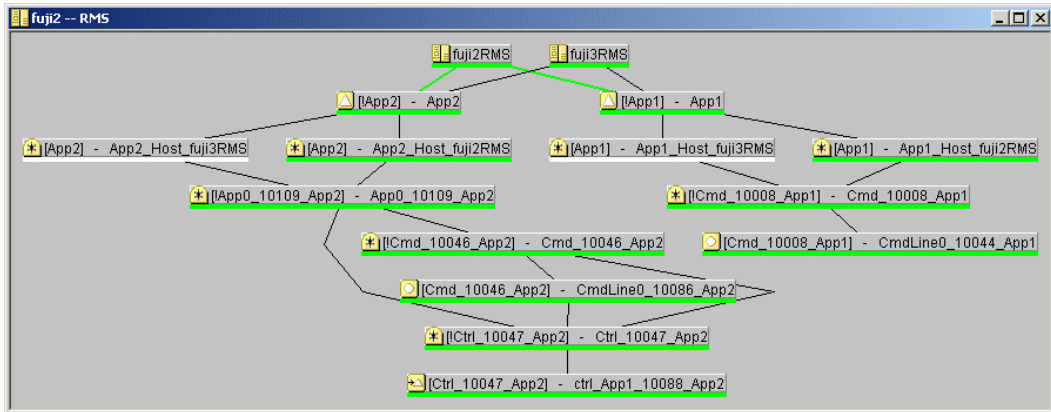 fuji2 -- RMS
fuji2RMS
fuji3RMS
[!App2] - App2
[!App1] - App1
[App2] - App2_Host_fuji3RMS
[App2] - App2_Host_fuji2RMS
[App1] - App1_Host_fuji3RMS
[App1] - App1_Host_fuji2RMS
[!App0_10109_App2] - App0_10109_App2
[!Cmd_10008_App1] - Cmd_10008_App1
[!Cmd_10046_App2] - Cmd_10046_App2
[Cmd_10008_App1] - CmdLine0_10044_App1
[Cmd_10046_App2] - CmdLine0_10086_App2
[!Ctrl_10047_App2] - Ctrl_10047_App2
[Ctrl_10047_App2] - ctrl_App1_10088_App2